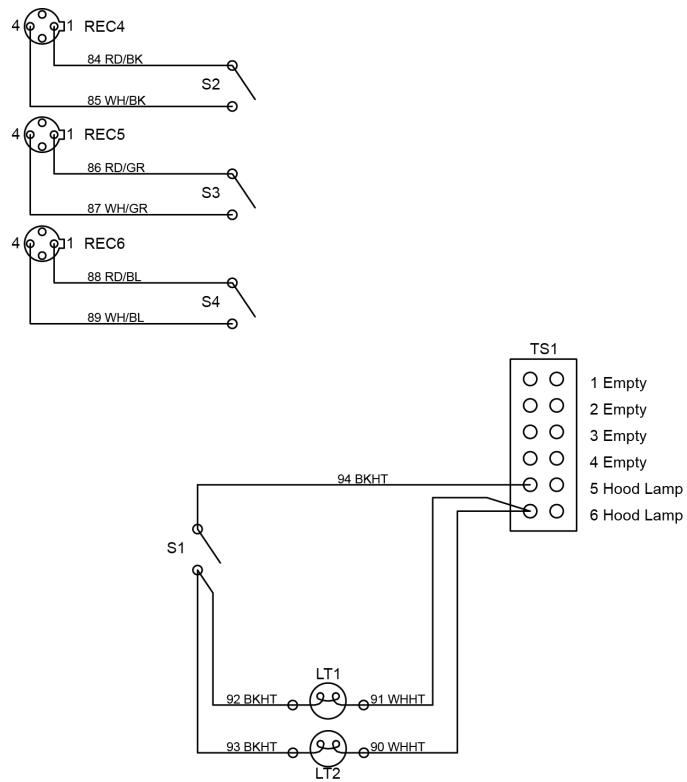 4 1 REC4
84 RD/BK
S2
85 WH/BK
4 1 REC5
86 RD/GR
S3
87 WH/GR
4 1 REC6
88 RD/BL
S4
89 WH/BL
TS1
1 Empty
2 Empty
3 Empty
4 Empty
94 BKHT
5 Hood Lamp
6 Hood Lamp
S1
LT1
92 BKHT 91 WHHT
93 BKHT 90 WHHT
LT2